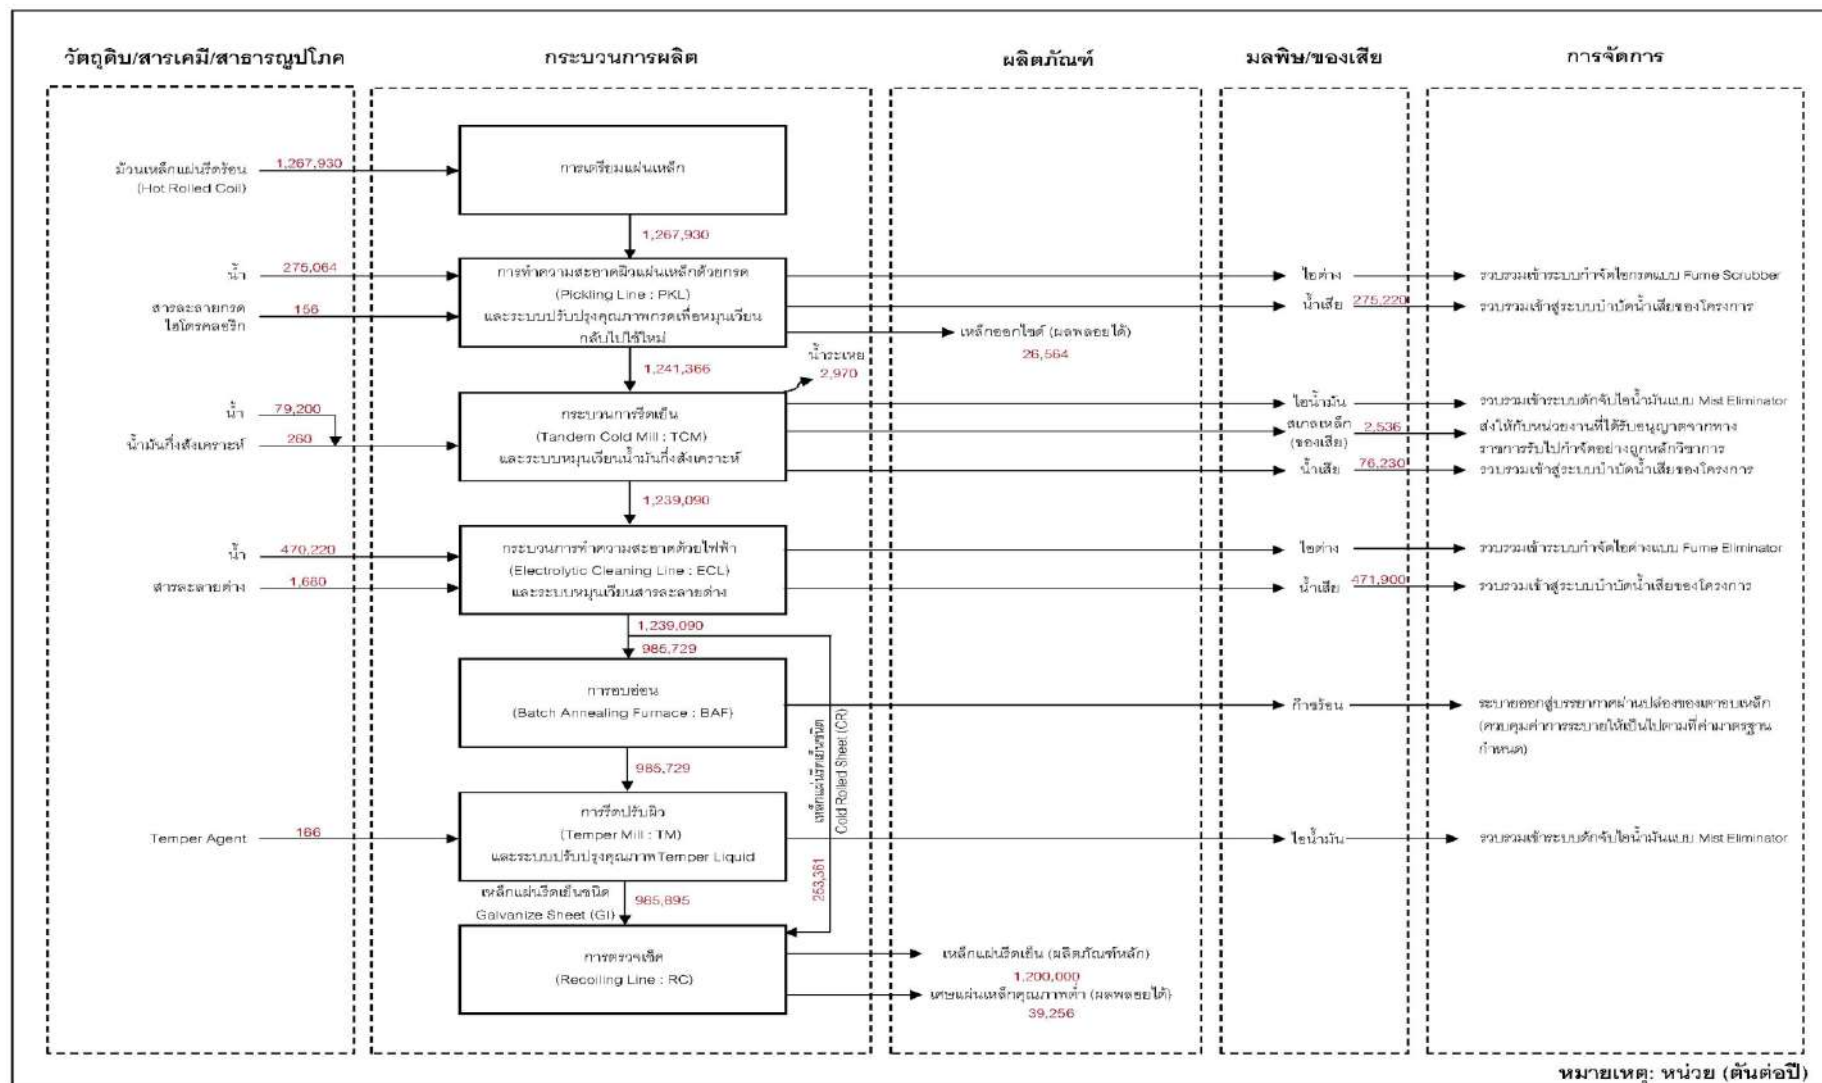 วัตถุดิบ/สารเคมี/สาธารณูปโภค
กระบวนการผลิต
ผลิตภัณฑ์
มลพิษ/ของเสีย
การจัดการ
ม้วนเหล็กแผ่นรีดร้อน
(Hot Rolled Coil)
1,267,930
การเตรียมแผ่นเหล็ก
1,267,930
น้ำ
275,064
สารละลายกรด
ไฮโดรคลอริก
156
การทำความสะอาดผิวแผ่นเหล็กด้วยกรด
(Pickling Line : PKL)
และระบบปรับปรุงคุณภาพกรดเพื่อหมุนเวียน
กลับไปใช้ใหม่
ไอด่าง
รวบรวมเข้าระบบกำจัดไอกรดแบบ Fume Scrubber
น้ำเสีย
275,220
รวบรวมเข้าสู่ระบบบำบัดน้ำเสียของโครงการ
เหล็กออกไซด์ (ผลพลอยได้)
26,564
1,241,366
น้ำระเหย
2,970
น้ำ
79,200
น้ำมันกึ่งสังเคราะห์
260
กระบวนการรีดเย็น
(Tandem Cold Mill : TCM)
และระบบหมุนเวียนน้ำมันกึ่งสังเคราะห์
ไอน้ำมัน
รวบรวมเข้าระบบดักจับไอน้ำมันแบบ Mist Eliminator
สเกลเหล็ก
(ของเสีย)
2,536
ส่งให้กับหน่วยงานที่ได้รับอนุญาตจากทาง
ราชการรับไปกำจัดอย่างถูกหลักวิชาการ
น้ำเสีย
76,230
รวบรวมเข้าสู่ระบบบำบัดน้ำเสียของโครงการ
1,239,090
น้ำ
470,220
สารละลายด่าง
1,680
กระบวนการทำความสะอาดด้วยไฟฟ้า
(Electrolytic Cleaning Line : ECL)
และระบบหมุนเวียนสารละลายด่าง
ไอด่าง
รวบรวมเข้าระบบกำจัดไอด่างแบบ Fume Eliminator
น้ำเสีย
471,900
รวบรวมเข้าสู่ระบบบำบัดน้ำเสียของโครงการ
1,239,090
985,729
การอบอ่อน
(Batch Annealing Furnace : BAF)
ก๊าซร้อน
ระบายออกสู่บรรยากาศผ่านปล่องของเตาอบเหล็ก
(ควบคุมค่าการระบายให้เป็นไปตามที่ค่ามาตรฐาน
กำหนด)
985,729
เหล็กแผ่นรีดเย็นชนิด
Cold Rolled Sheet (CR)
253,361
Temper Agent
166
การรีดปรับผิว
(Temper Mill : TM)
และระบบปรับปรุงคุณภาพTemper Liquid
ไอน้ำมัน
รวบรวมเข้าระบบดักจับไอน้ำมันแบบ Mist Eliminator
เหล็กแผ่นรีดเย็นชนิด
Galvanize Sheet (GI)
985,895
การตรวจเช็ค
(Recoiling Line : RC)
เหล็กแผ่นรีดเย็น (ผลิตภัณฑ์หลัก)
1,200,000
เศษแผ่นเหล็กคุณภาพต่ำ (ผลพลอยได้)
39,256
หมายเหตุ: หน่วย (ตันต่อปี)